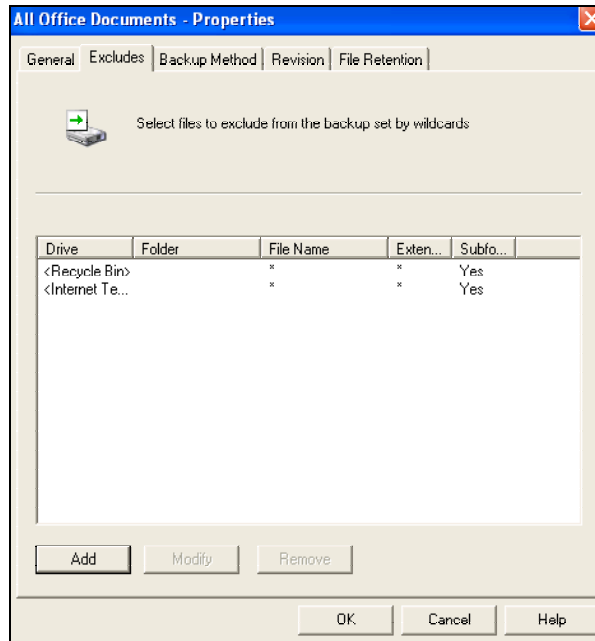 All Office Documents - Properties
General Excludes Backup Method Revision File Retention
Select files to exclude from the backup set by wildcards
Drive Folder File Name Exten... Subfo...
<Recycle Bin> * * Yes
<Internet Te... * * Yes
Add Modify Remove
OK Cancel Help